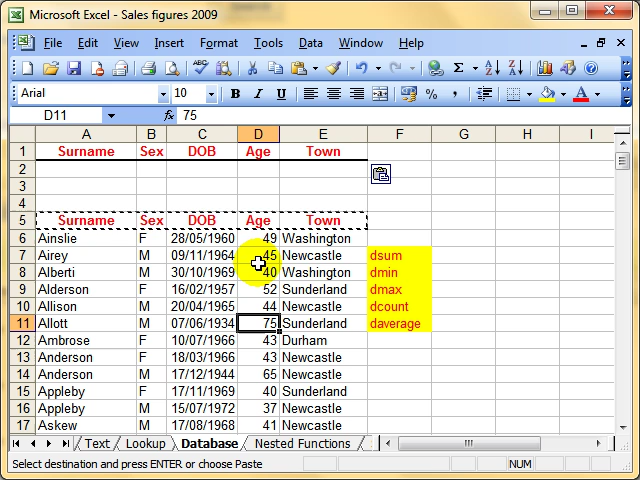 Microsoft Excel - Sales figures 2009
File Edit View Insert Format Tools Data Window Help
ABC Σ A Z Z A
Arial 10 B I U % , A
D11 75
A B C D E F G H I
1 Surname Sex DOB Age Town
2
3
4
5 Surname Sex DOB Age Town
6 Ainslie F 28/05/1960 49 Washington
7 Airey M 09/11/1964 45 Newcastle dsum
8 Alberti M 30/10/1969 40 Washington dmin
9 Alderson F 16/02/1957 52 Sunderland dmax
10 Allison M 20/04/1965 44 Newcastle dcount
11 Allott M 07/06/1934 75 Sunderland daverage
12 Ambrose F 10/07/1966 43 Durham
13 Anderson F 18/03/1966 43 Newcastle
14 Anderson M 17/12/1944 65 Newcastle
15 Appleby F 17/11/1969 40 Sunderland
16 Appleby M 15/07/1972 37 Newcastle
17 Askew M 17/08/1968 41 Newcastle
Text Lookup Database Nested Functions
Select destination and press ENTER or choose Paste NUM